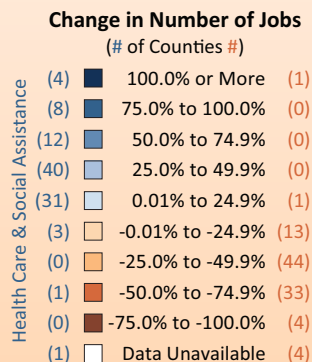 Change in Number of Jobs
(# of Counties #)
Health Care & Social Assistance
(4) 100.0% or More (1)
(8) 75.0% to 100.0% (0)
(12) 50.0% to 74.9% (0)
(40) 25.0% to 49.9% (0)
(31) 0.01% to 24.9% (1)
(3) -0.01% to -24.9% (13)
(0) -25.0% to -49.9% (44)
(1) -50.0% to -74.9% (33)
(0) -75.0% to -100.0% (4)
(1) Data Unavailable (4)